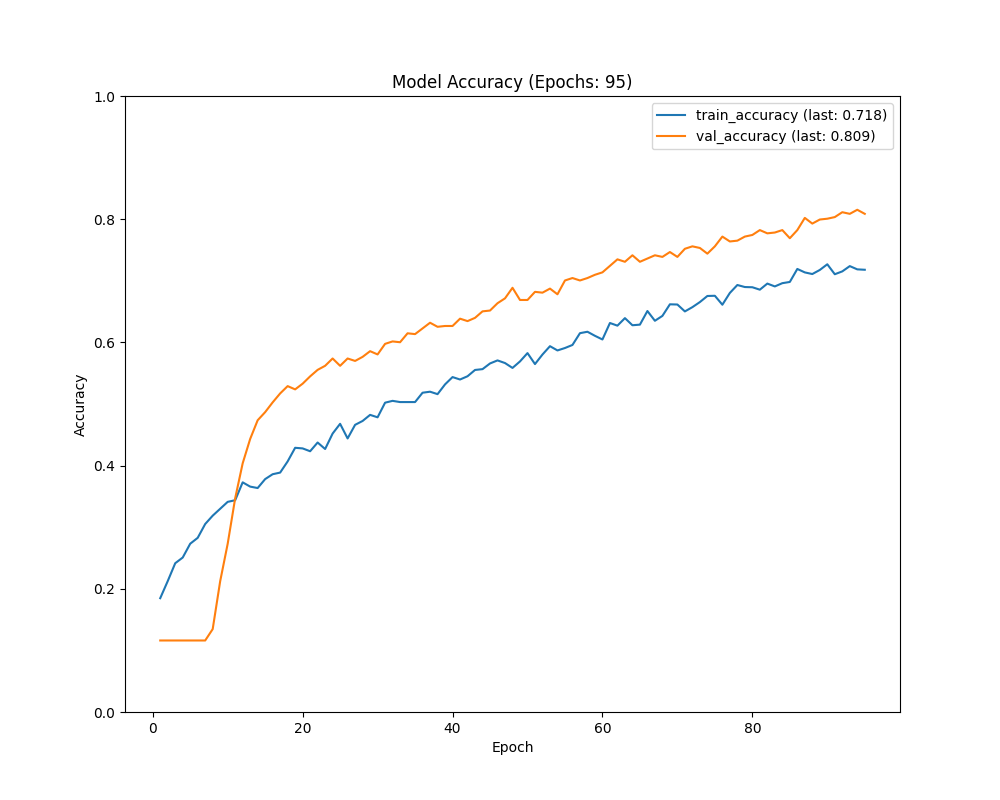 Model Accuracy (Epochs: 95)
train_accuracy (last: 0.718)
val_accuracy (last: 0.809)
1.0
0.8
0.6
0.4
0.2
0.0
Accuracy
0 20 40 60 80
Epoch